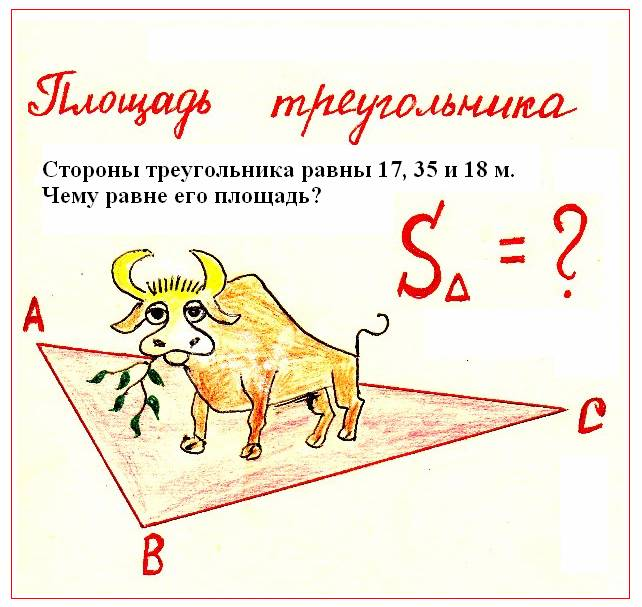 Площадь треугольника
Стороны треугольника равны 17, 35 и 18 м.
Чему равне его площадь?
S△ = ?
A
C
B